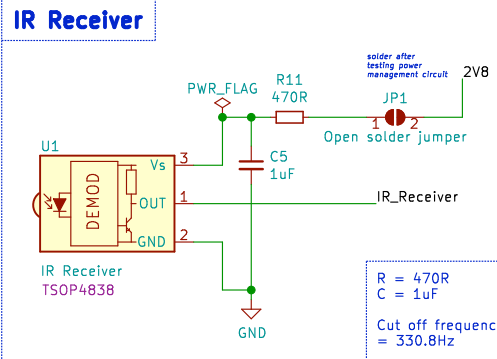 IR Receiver
solder after
testing power
management circuit
2V8
R11
470R
PWR_FLAG
JP1
1 2
Open solder jumper
U1
3
Vs
C5
1uF
DEMOD
1
OUT
IR_Receiver
2
GND
IR Receiver
TSOP4838
GND
R = 470R
C = 1uF
Cut off frequenc
= 330.8Hz